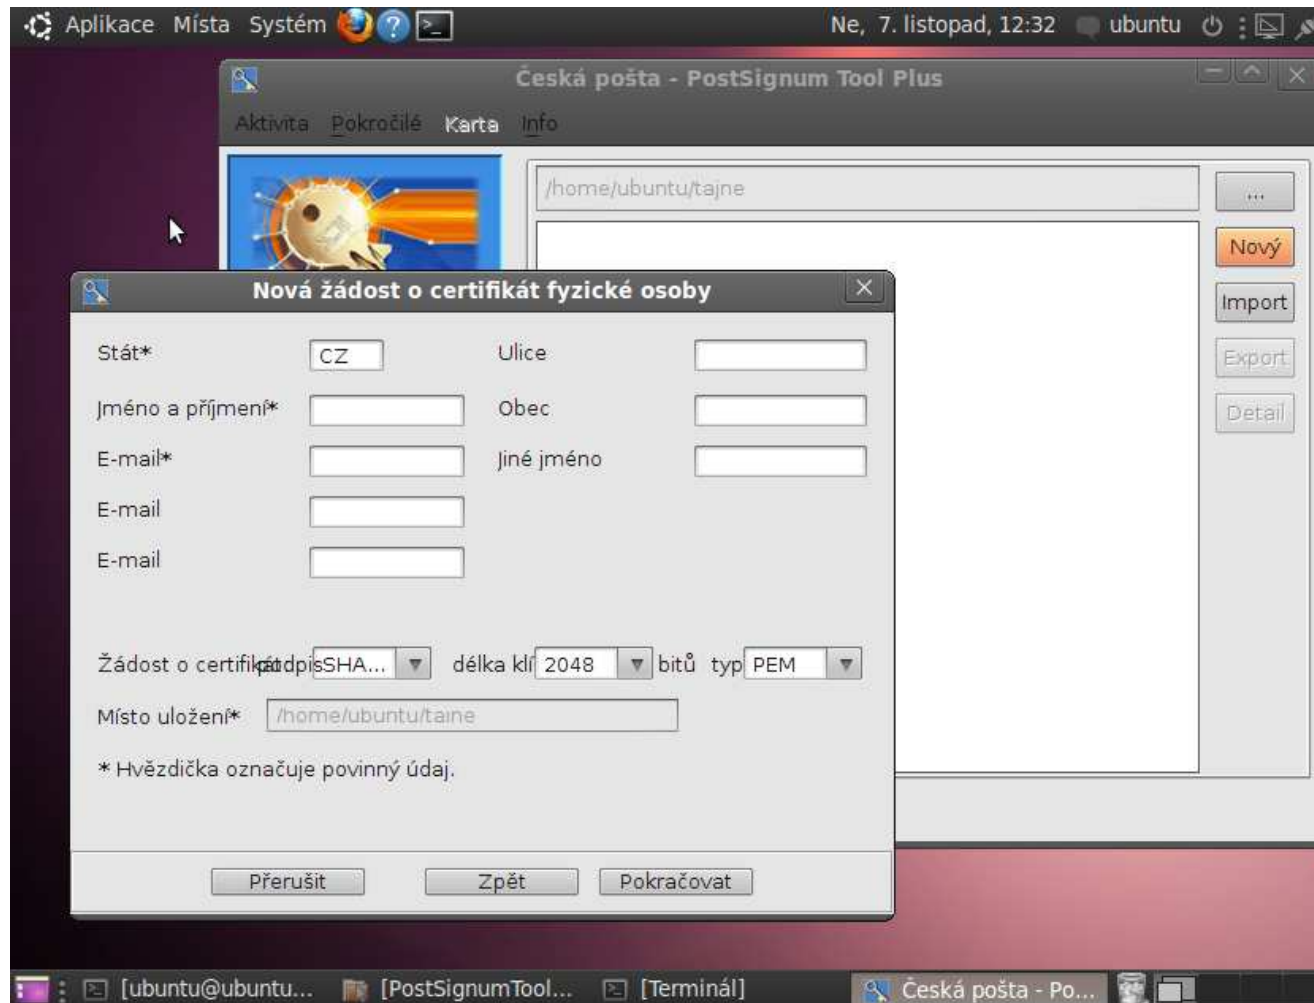 Aplikace Místa Systém Ne, 7. listopad, 12:32 ubuntu
Česká pošta - PostSignum Tool Plus
Aktivita Pokročilé Karta Info
/home/ubuntu/tajne
...
Nový
Import
Export
Detail
Nová žádost o certifikát fyzické osoby
Stát* CZ Ulice
Jméno a příjmení* Obec
E-mail* Jiné jméno
E-mail
E-mail
Žádost o certifikát podpis SHA... délka klí 2048 bitů typ PEM
Místo uložení* /home/ubuntu/tajne
* Hvězdička označuje povinný údaj.
Přerušit Zpět Pokračovat
[ubuntu@ubuntu... [PostSignumTool... [Terminál] Česká pošta - Po...